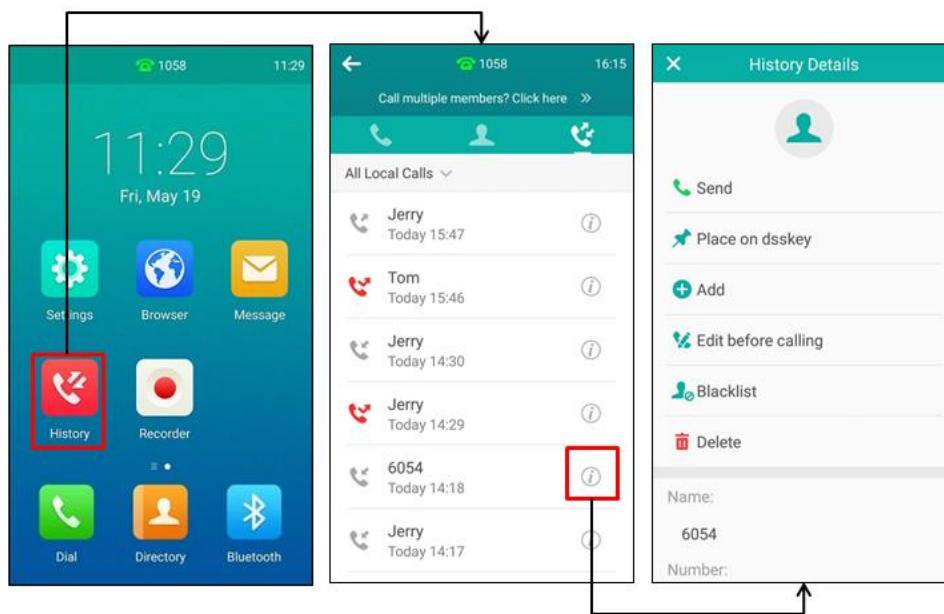 1058
11:29
11:29
Fri, May 19
Settings
Browser
Message
History
Recorder
Dial
Directory
Bluetooth
1058
16:15
Call multiple members? Click here »
All Local Calls
Jerry
Today 15:47
Tom
Today 15:46
Jerry
Today 14:30
Jerry
Today 14:29
6054
Today 14:18
Jerry
Today 14:17
History Details
Send
Place on dsskey
Add
Edit before calling
Blacklist
Delete
Name:
6054
Number: